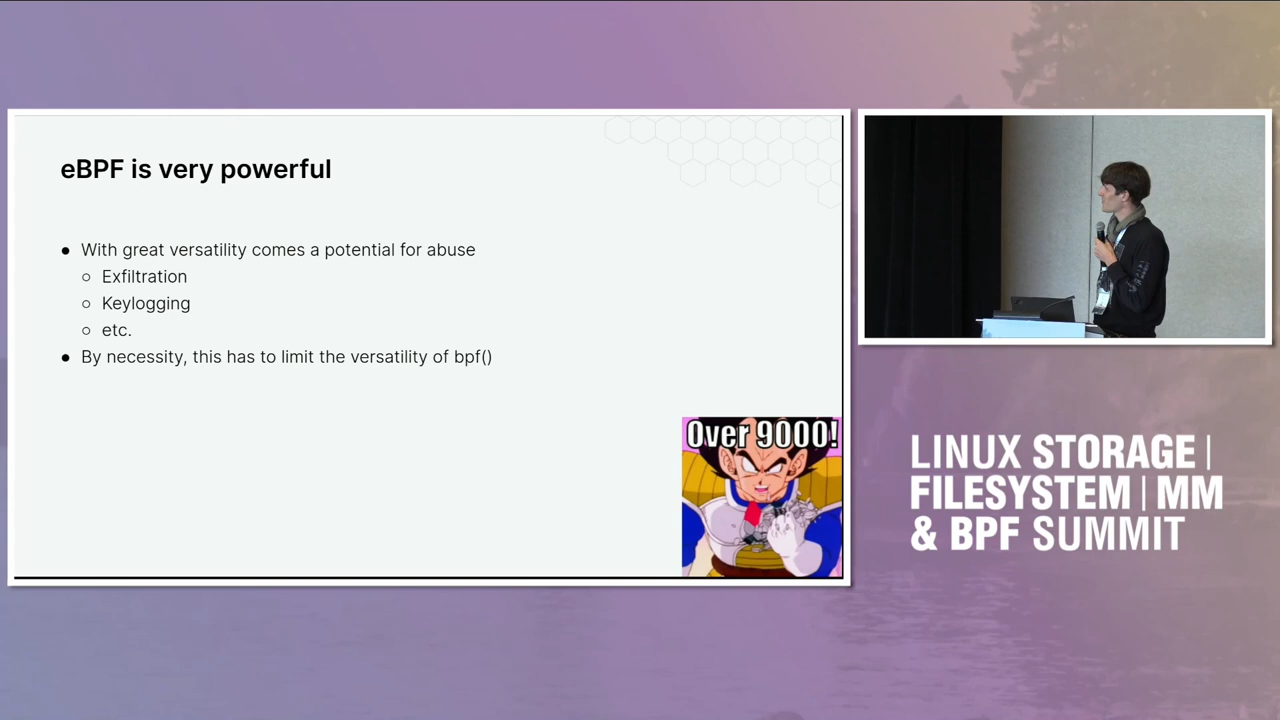 eBPF is very powerful
● With great versatility comes a potential for abuse
○ Exfiltration
○ Keylogging
○ etc.
● By necessity, this has to limit the versatility of bpf()
Over 9000!
LINUX STORAGE |
FILESYSTEM | MM
& BPF SUMMIT